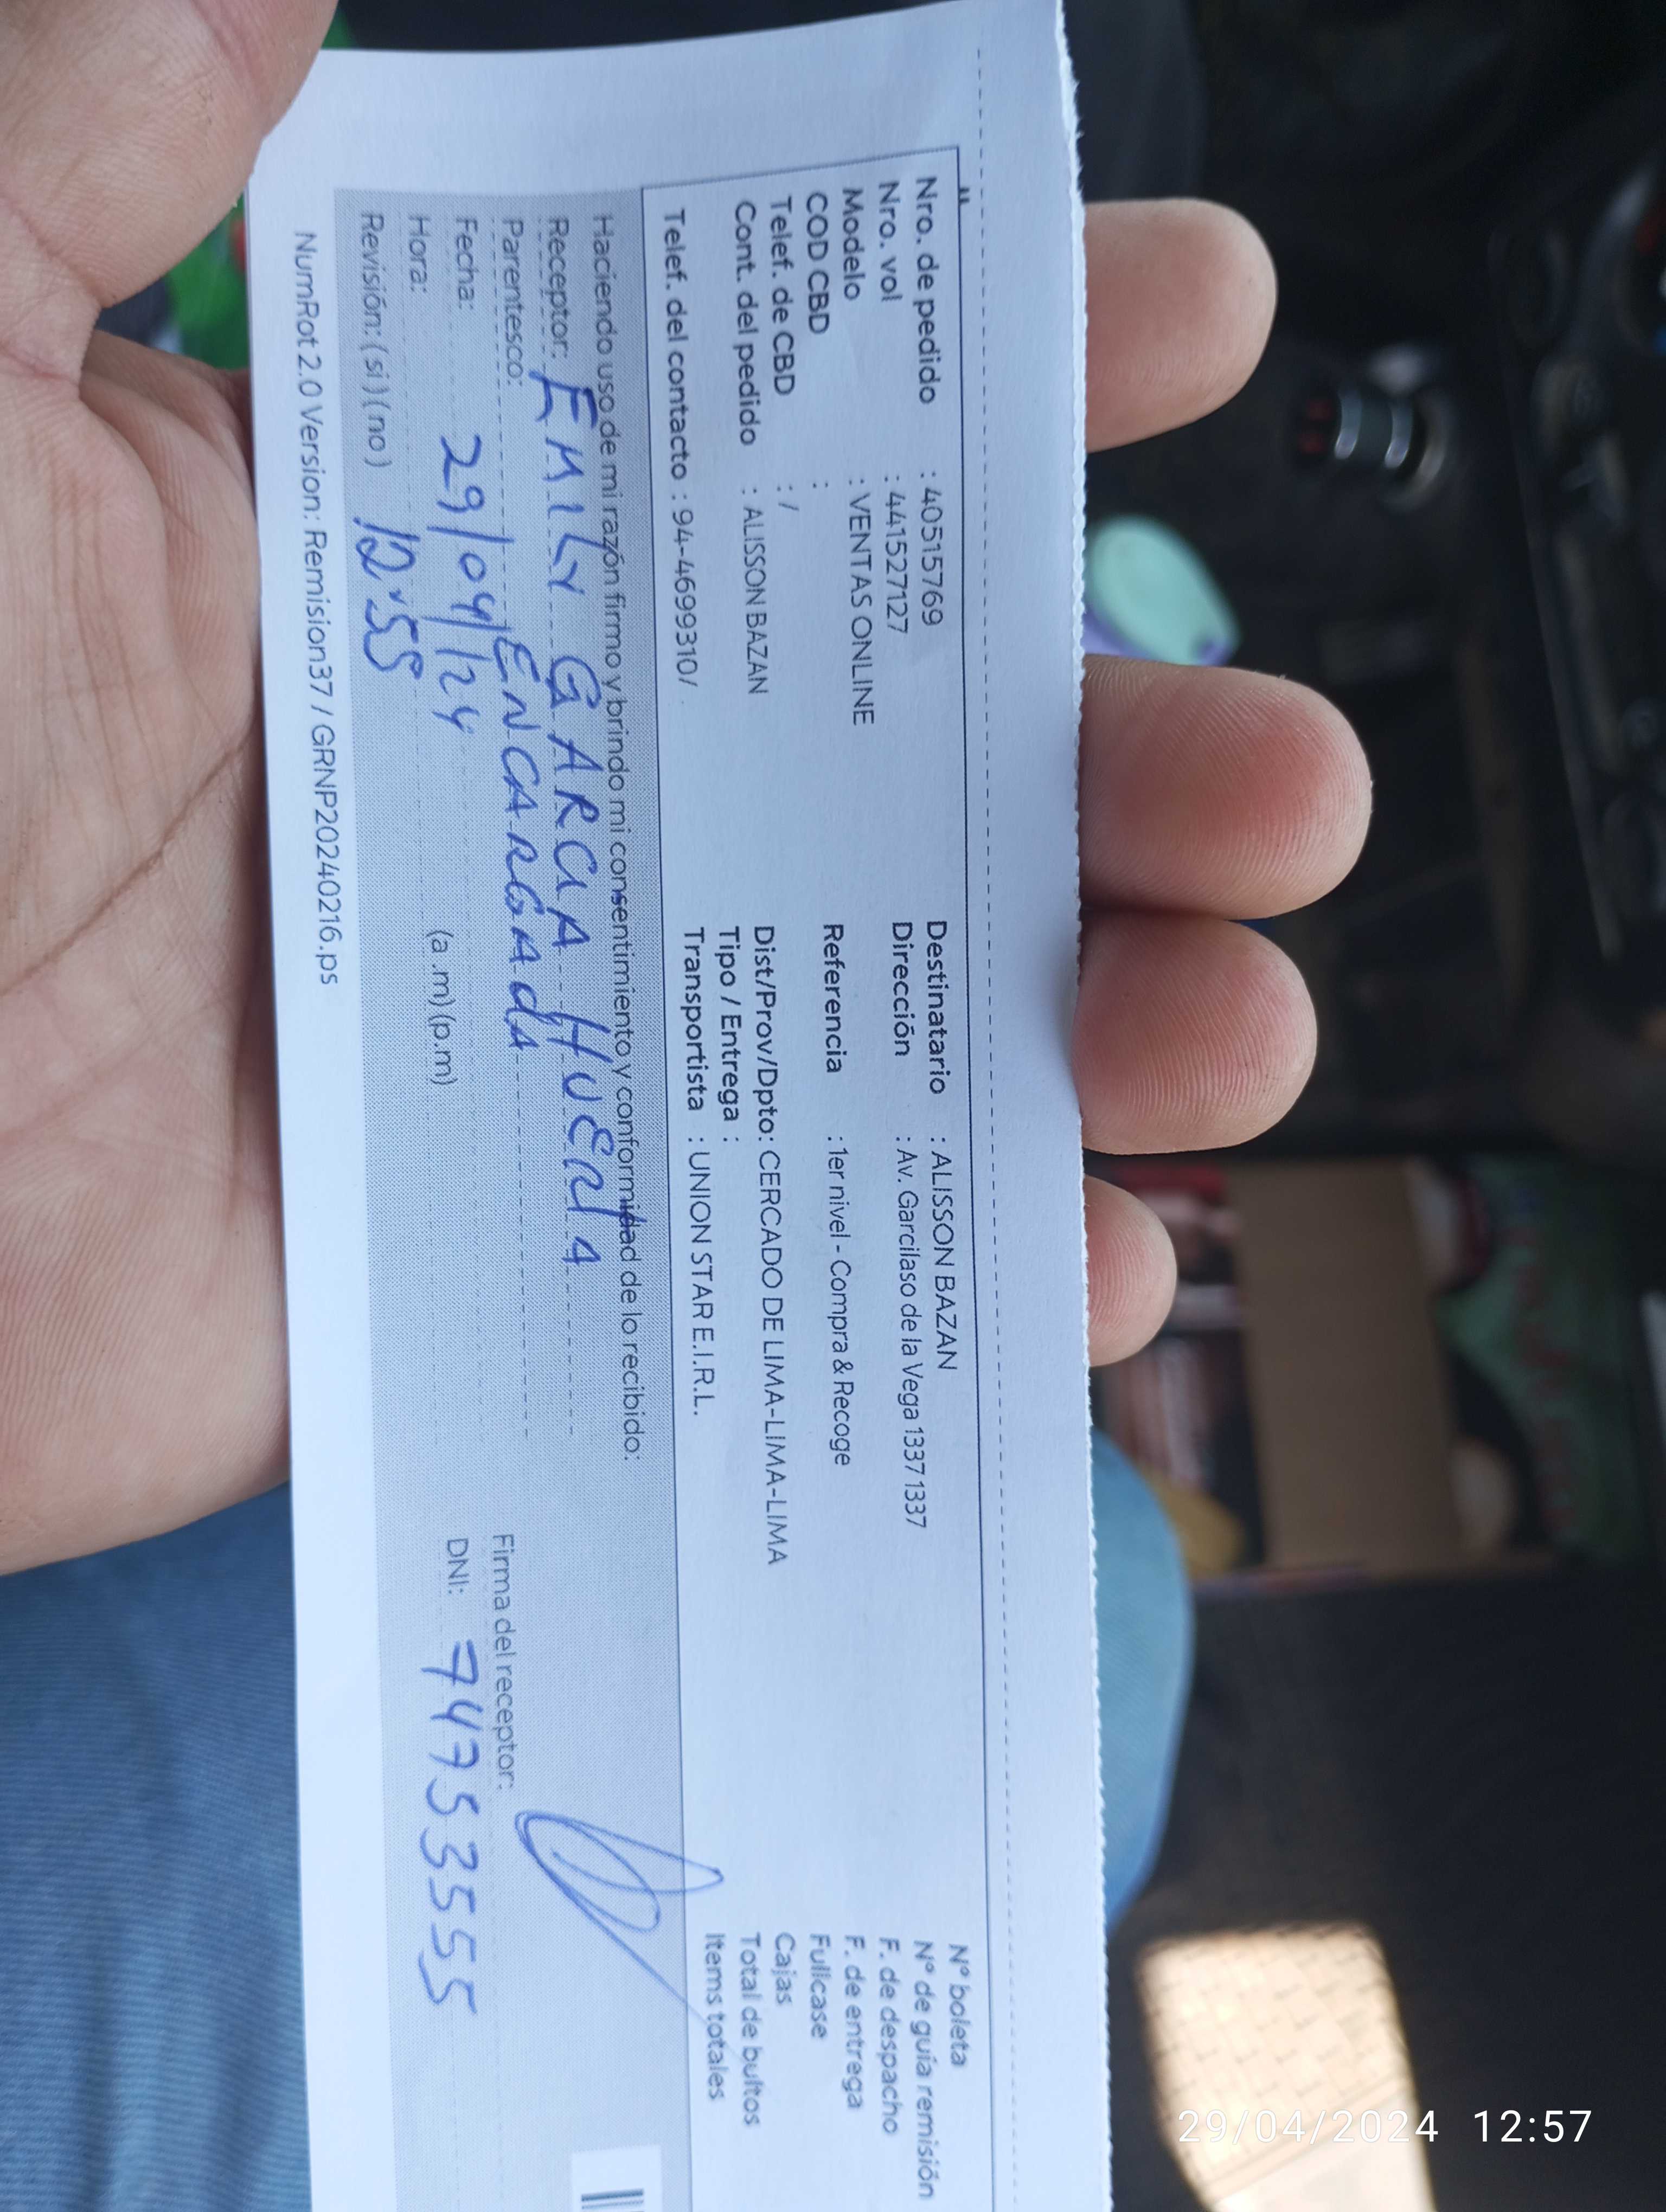 Nro. de pedido : 40515769
Nro. vol : 441527127
Modelo : VENTAS ONLINE
COD CBD :
Telef. de CBD : /
Cont. del pedido : ALISSON BAZAN
Telef. del contacto : 94-4699310/
Destinatario : ALISSON BAZAN
Dirección : Av. Garcilaso de la Vega 1337 1337
Referencia : 1er nivel - Compra & Recoge
Dist/Prov/Dpto: CERCADO DE LIMA-LIMA-LIMA
Tipo / Entrega :
Transportista : UNION STAR E.I.R.L.
N° boleta
N° de guía remisión
F. de despacho
F. de entrega
Fullcase
Cajas
Total de bultos
Items totales
Haciendo uso de mi razón firmo y brindo mi consentimiento y conformidad de lo recibido:
Receptor: EMILY GARCIA HUERTA
Parentesco: ENCARGAdA
Fecha: 29/04/24
Hora: 12:55 (a.m) (p.m)
Revisión: (si) (no)
Firma del receptor:
DNI: 74753555
NumRot 2.0 Version: Remision37 / GRNP20240216.ps
29/04/2024 12:57